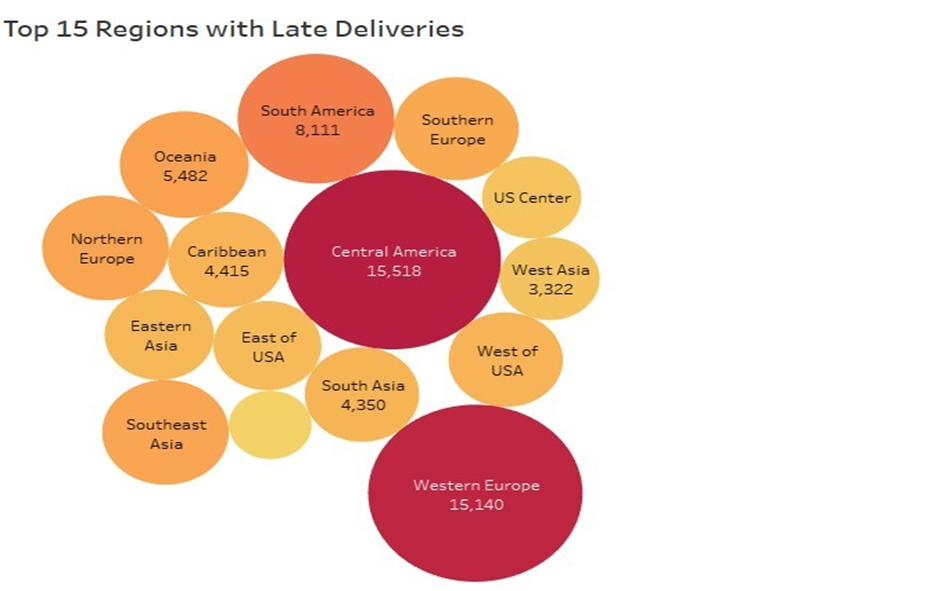 Top 15 Regions with Late Deliveries
South America
8,111
Southern
Europe
Oceania
5,482
US Center
Northern
Europe
Caribbean
4,415
Central America
15,518
West Asia
3,322
Eastern
Asia
East of
USA
West of
USA
South Asia
4,350
Southeast
Asia
Western Europe
15,140